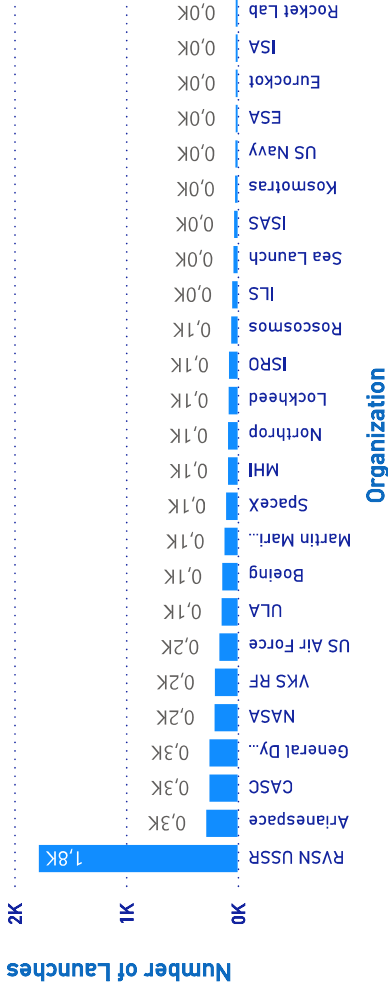 Number of Launches
2K
1K
0K
1,8K
0,3K
0,3K
0,3K
0,2K
0,2K
0,2K
0,1K
0,1K
0,1K
0,1K
0,1K
0,1K
0,1K
0,1K
0,1K
0,0K
0,0K
0,0K
0,0K
0,0K
0,0K
0,0K
0,0K
0,0K
RVSN USSR
Arianespace
CASC
General Dy...
NASA
VKS RF
US Air Force
ULA
Boeing
Martin Mari...
SpaceX
MHI
Northrop
Lockheed
ISRO
Roscosmos
ILS
Sea Launch
ISAS
Kosmotras
US Navy
ESA
Eurockot
ISA
Rocket Lab
Organization